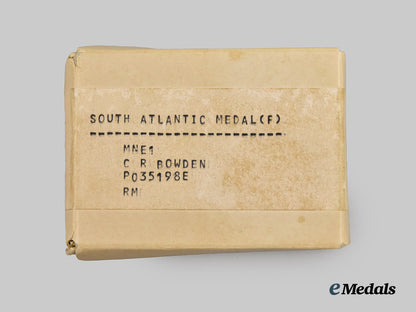 SOUTH ATLANTIC MEDAL(F)
------------------------------
MNE1
C R BOWDEN
P035198E
RM
eMedals